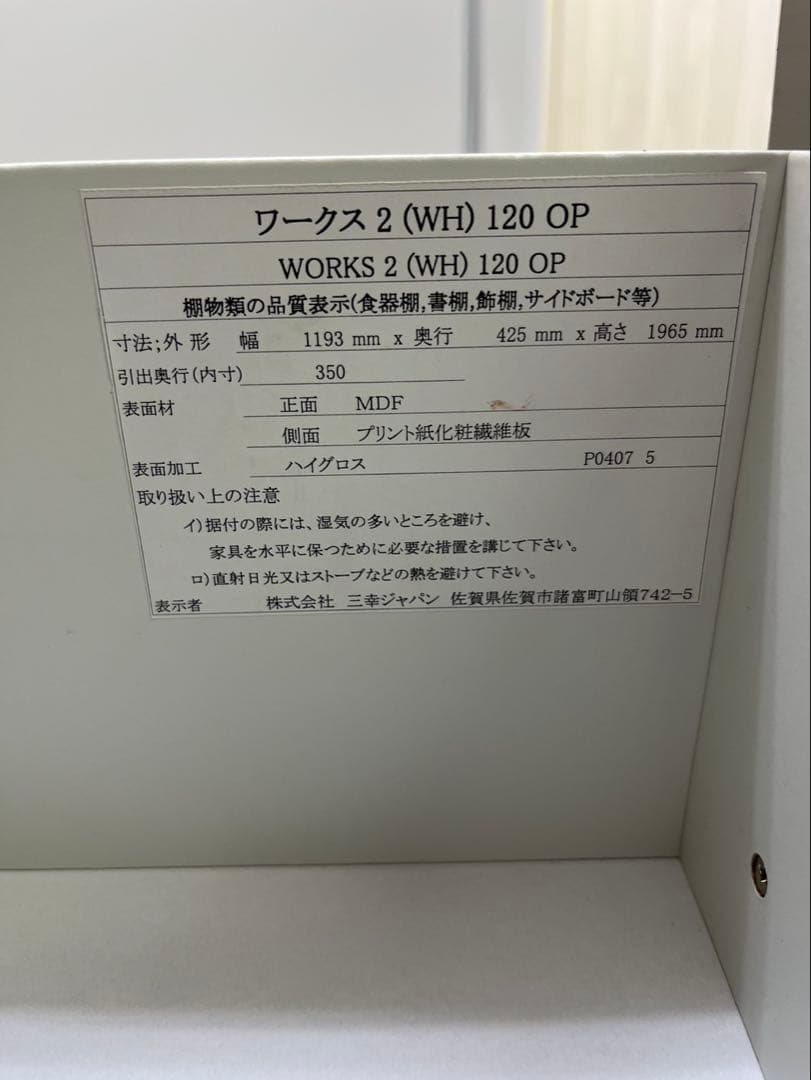 ワークス 2 (WH) 120 OP
WORKS 2 (WH) 120 OP
棚物類の品質表示(食器棚,書棚,飾棚,サイドボード等)
寸法;外 形 幅 1193 mm x 奥行 425 mm x 高さ 1965 mm
引出奥行(内寸) 350
表面材 正面 MDF
側面 プリント紙化粧繊維板
表面加工 ハイグロス P0407 5
取り扱い上の注意
イ)据付の際には、湿気の多いところを避け、
家具を水平に保つために必要な措置を講じて下さい。
ロ)直射日光又はストーブなどの熱を避けて下さい。
表示者 株式会社 三幸ジャパン 佐賀県佐賀市諸富町山領742-5